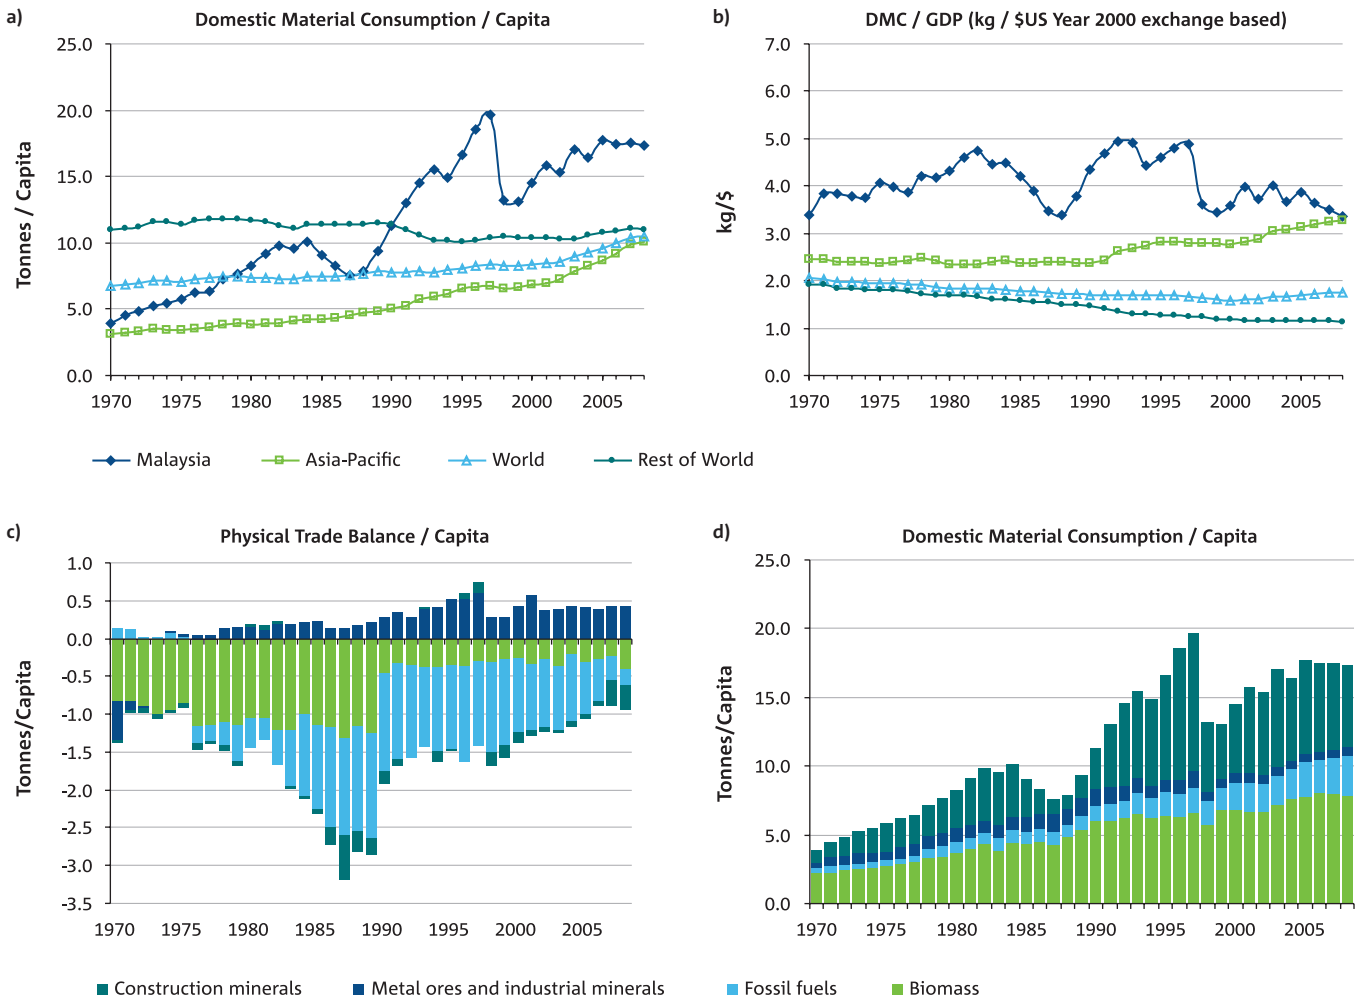 a)
Domestic Material Consumption / Capita
Tonnes / Capita
25.0
20.0
15.0
10.0
5.0
0.0
1970 1975 1980 1985 1990 1995 2000 2005
b)
DMC / GDP (kg / $US Year 2000 exchange based)
kg/$
7.0
6.0
5.0
4.0
3.0
2.0
1.0
0.0
1970 1975 1980 1985 1990 1995 2000 2005
Malaysia Asia-Pacific World Rest of World
c)
Physical Trade Balance / Capita
Tonnes/Capita
1.0
0.5
0.0
-0.5
-1.0
-1.5
-2.0
-2.5
-3.0
-3.5
1970 1975 1980 1985 1990 1995 2000 2005
d)
Domestic Material Consumption / Capita
Tonnes/Capita
25.0
20.0
15.0
10.0
5.0
0.0
1970 1975 1980 1985 1990 1995 2000 2005
Construction minerals Metal ores and industrial minerals Fossil fuels Biomass